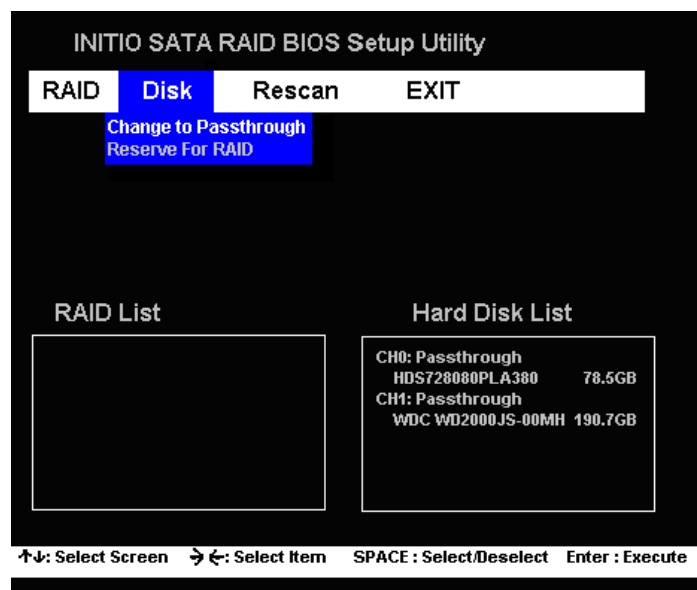 INITIO SATA RAID BIOS Setup Utility
RAID Disk Rescan EXIT
Change to Passthrough
Reserve For RAID
RAID List
Hard Disk List
CH0: Passthrough
HDS728080PLA380 78.5GB
CH1: Passthrough
WDC WD2000JS-00MH 190.7GB
↑↓: Select Screen →←: Select Item SPACE : Select/Deselect Enter : Execute